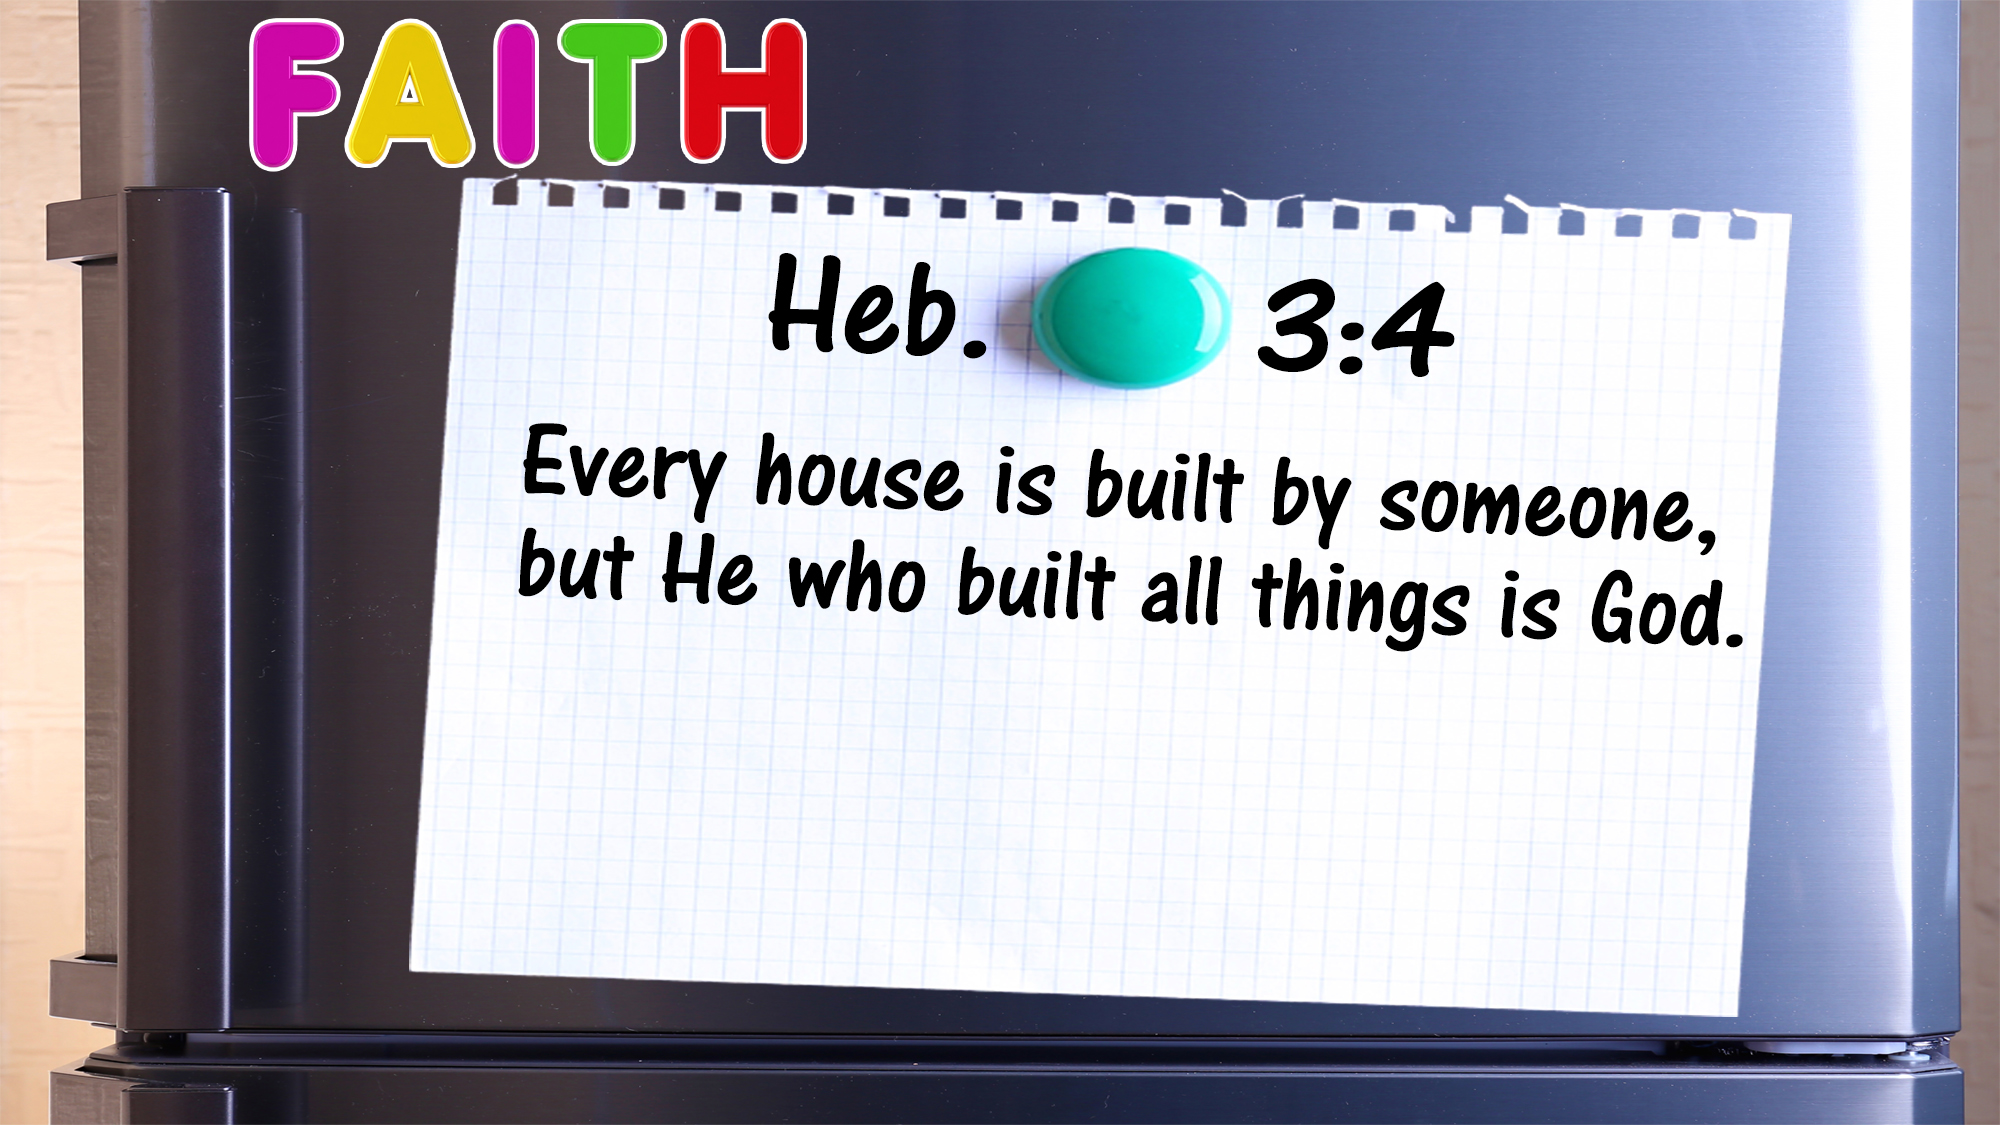 FAITH
Heb. 3:4
Every house is built by someone,
but He who built all things is God.